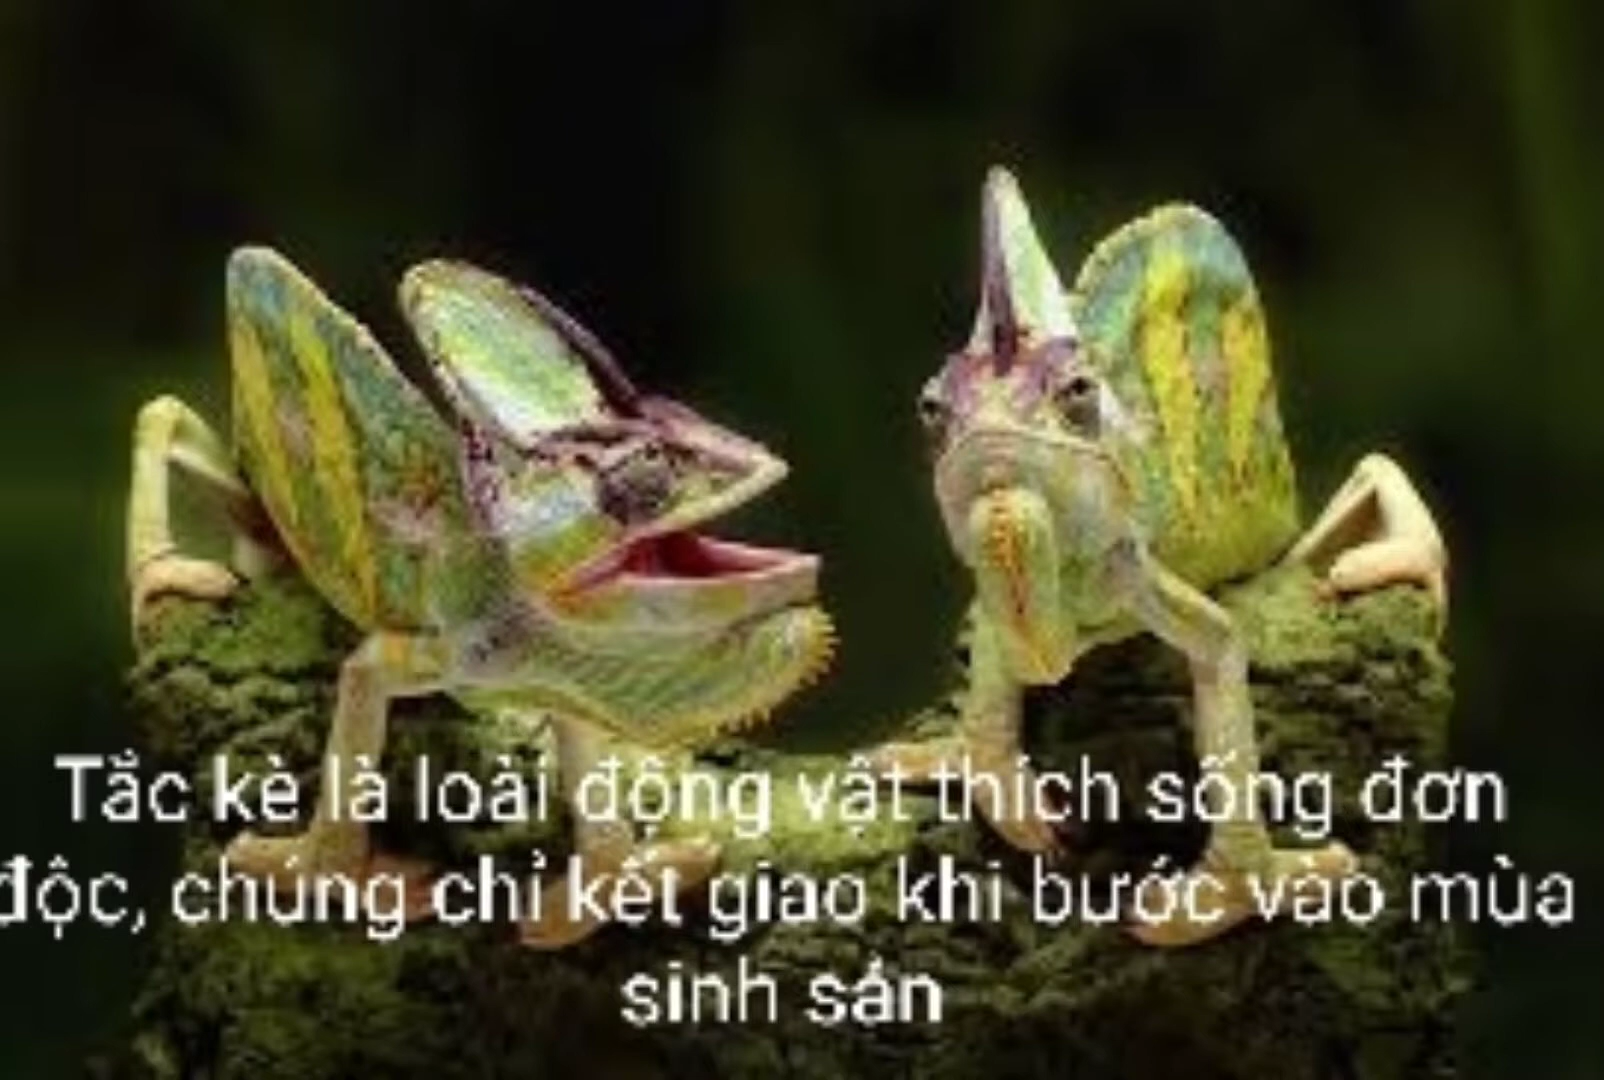 Tắc kè là loài động vật thích sống đơn
độc, chúng chỉ kết giao khi bước vào mùa
sinh sản